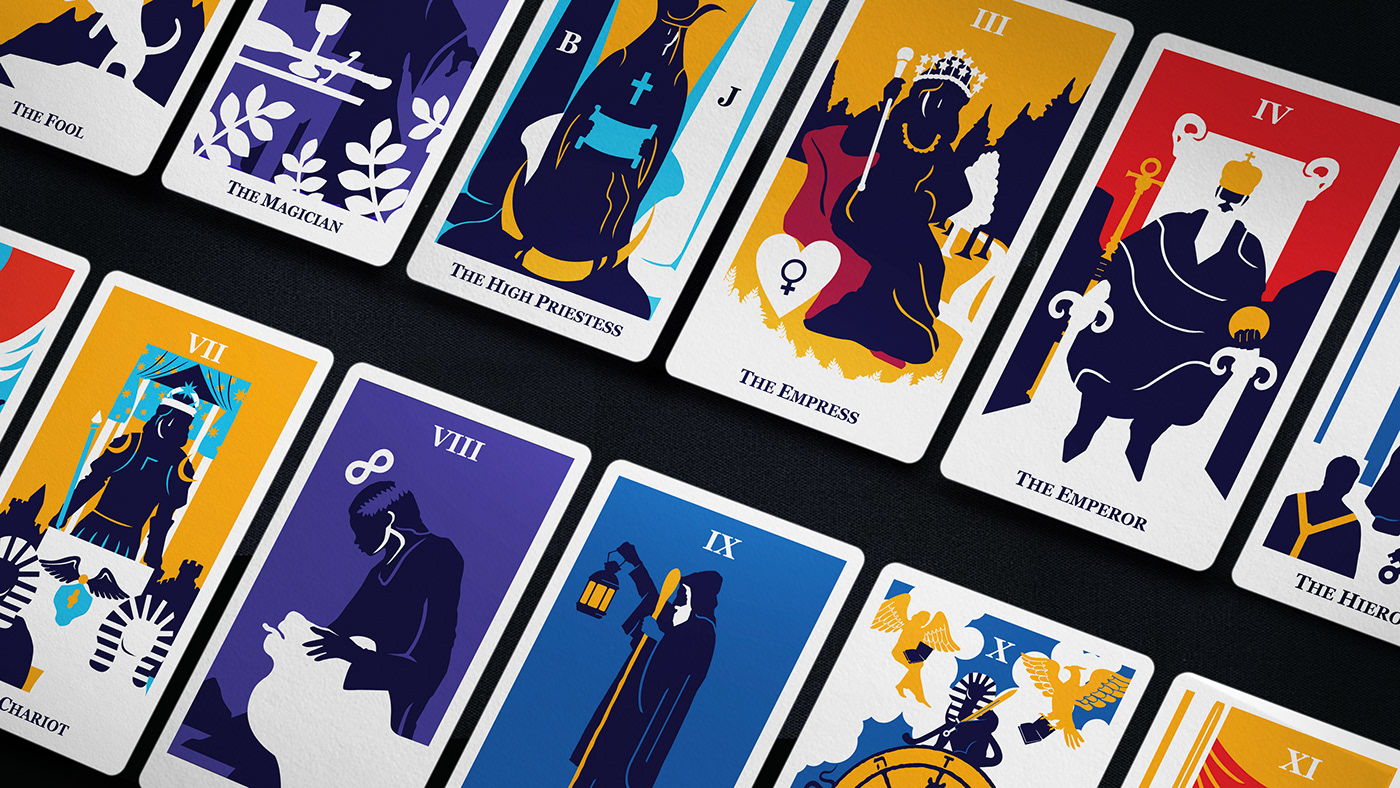 THE FOOL
THE MAGICIAN
B
J
THE HIGH PRIESTESS
III
THE EMPRESS
IV
THE EMPEROR
THE HIERO
VII
CHARIOT
VIII
IX
X
XI